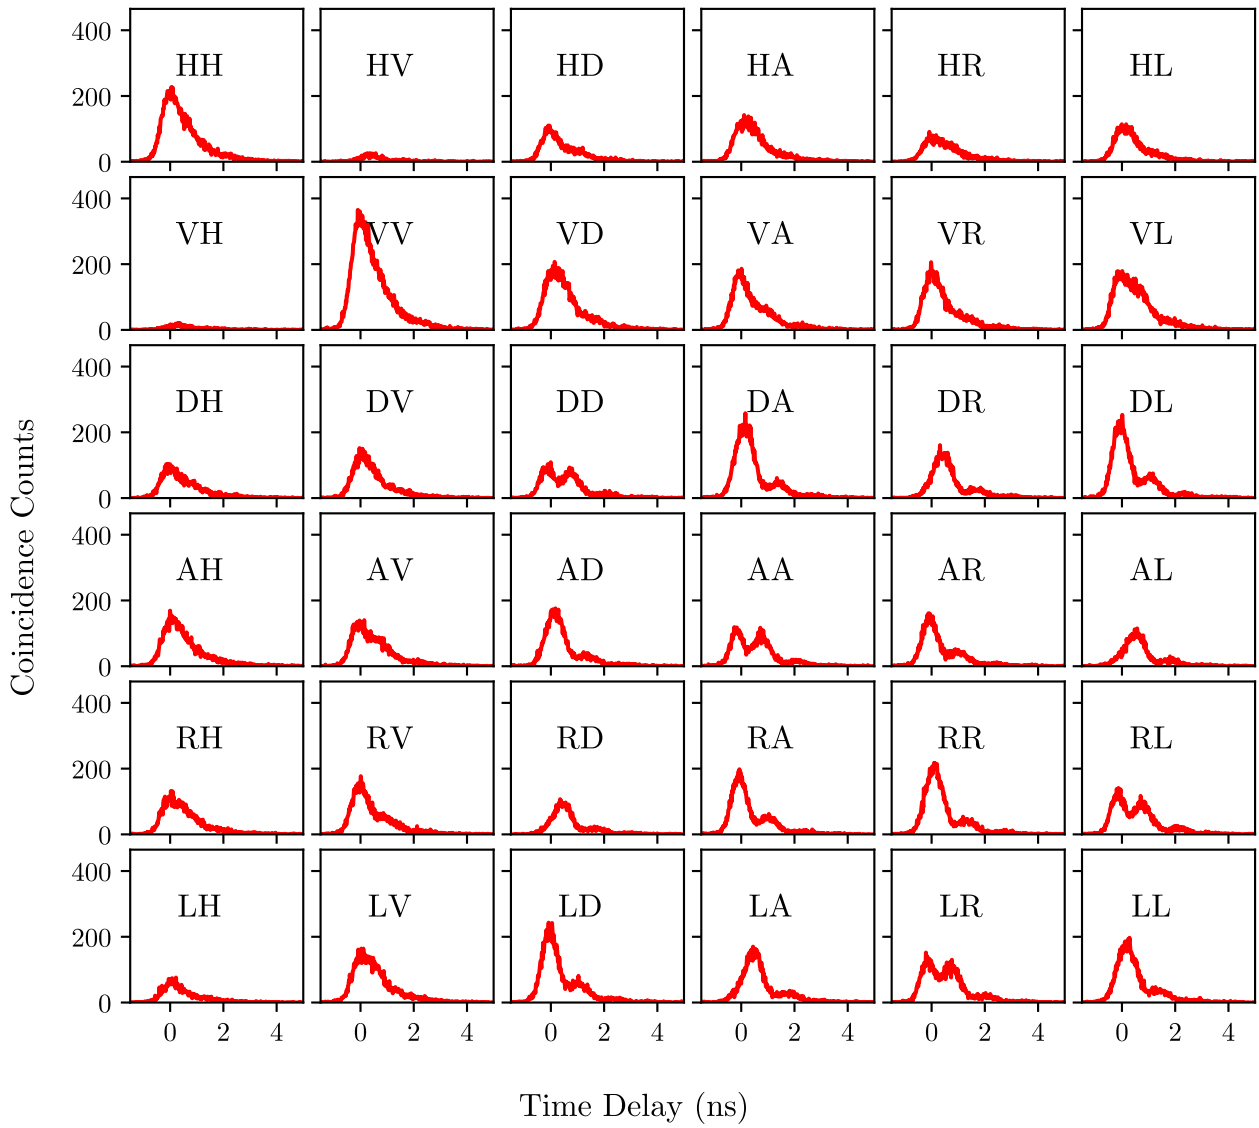 HH HV HD HA HR HL
400
200
0
VH VV VD VA VR VL
400
200
0
DH DV DD DA DR DL
400
200
0
AH AV AD AA AR AL
400
200
0
RH RV RD RA RR RL
400
200
0
LH LV LD LA LR LL
400
200
0
0 2 4 0 2 4 0 2 4 0 2 4 0 2 4 0 2 4
Coincidence Counts
Time Delay (ns)